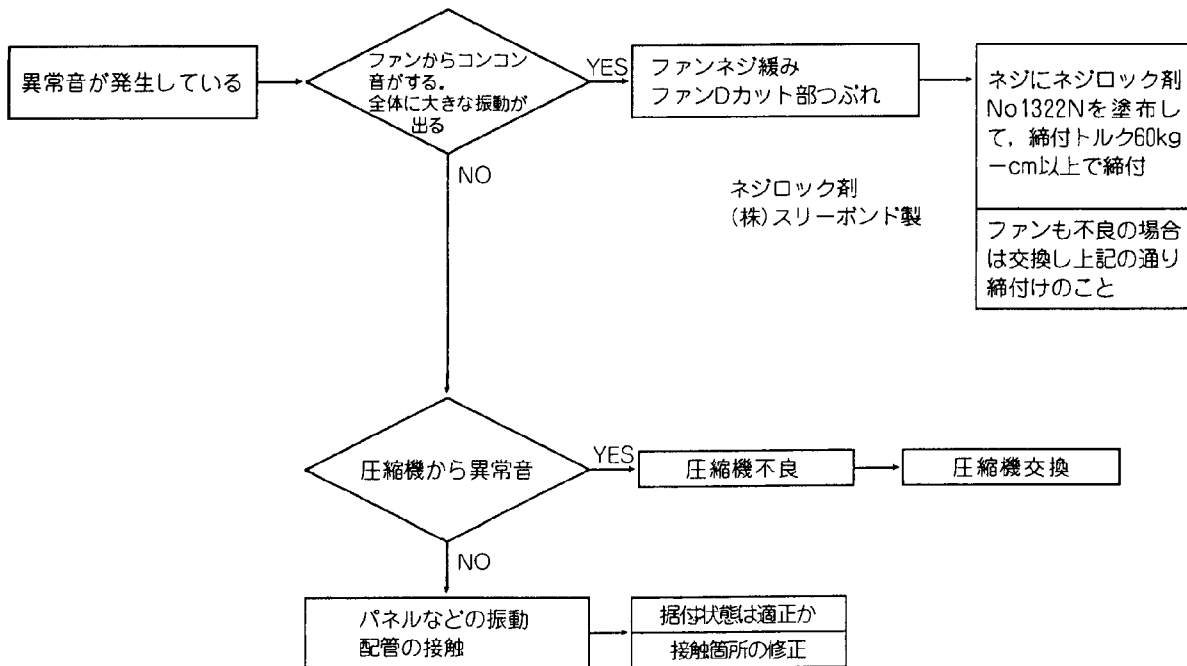 異常音が発生している
ファンからコンコン
音がする.
全体に大きな振動が
出る
YES
ファンネジ緩み
ファンDカット部つぶれ
ネジにネジロック剤
No1322Nを塗布し
て，締付トルク60kg
－cm以上で締付
ファンも不良の場合
は交換し上記の通り
締付けのこと
ネジロック剤
(株)スリーボンド製
NO
圧縮機から異常音
YES
圧縮機不良
圧縮機交換
NO
パネルなどの振動
配管の接触
据付状態は適正か
接触箇所の修正